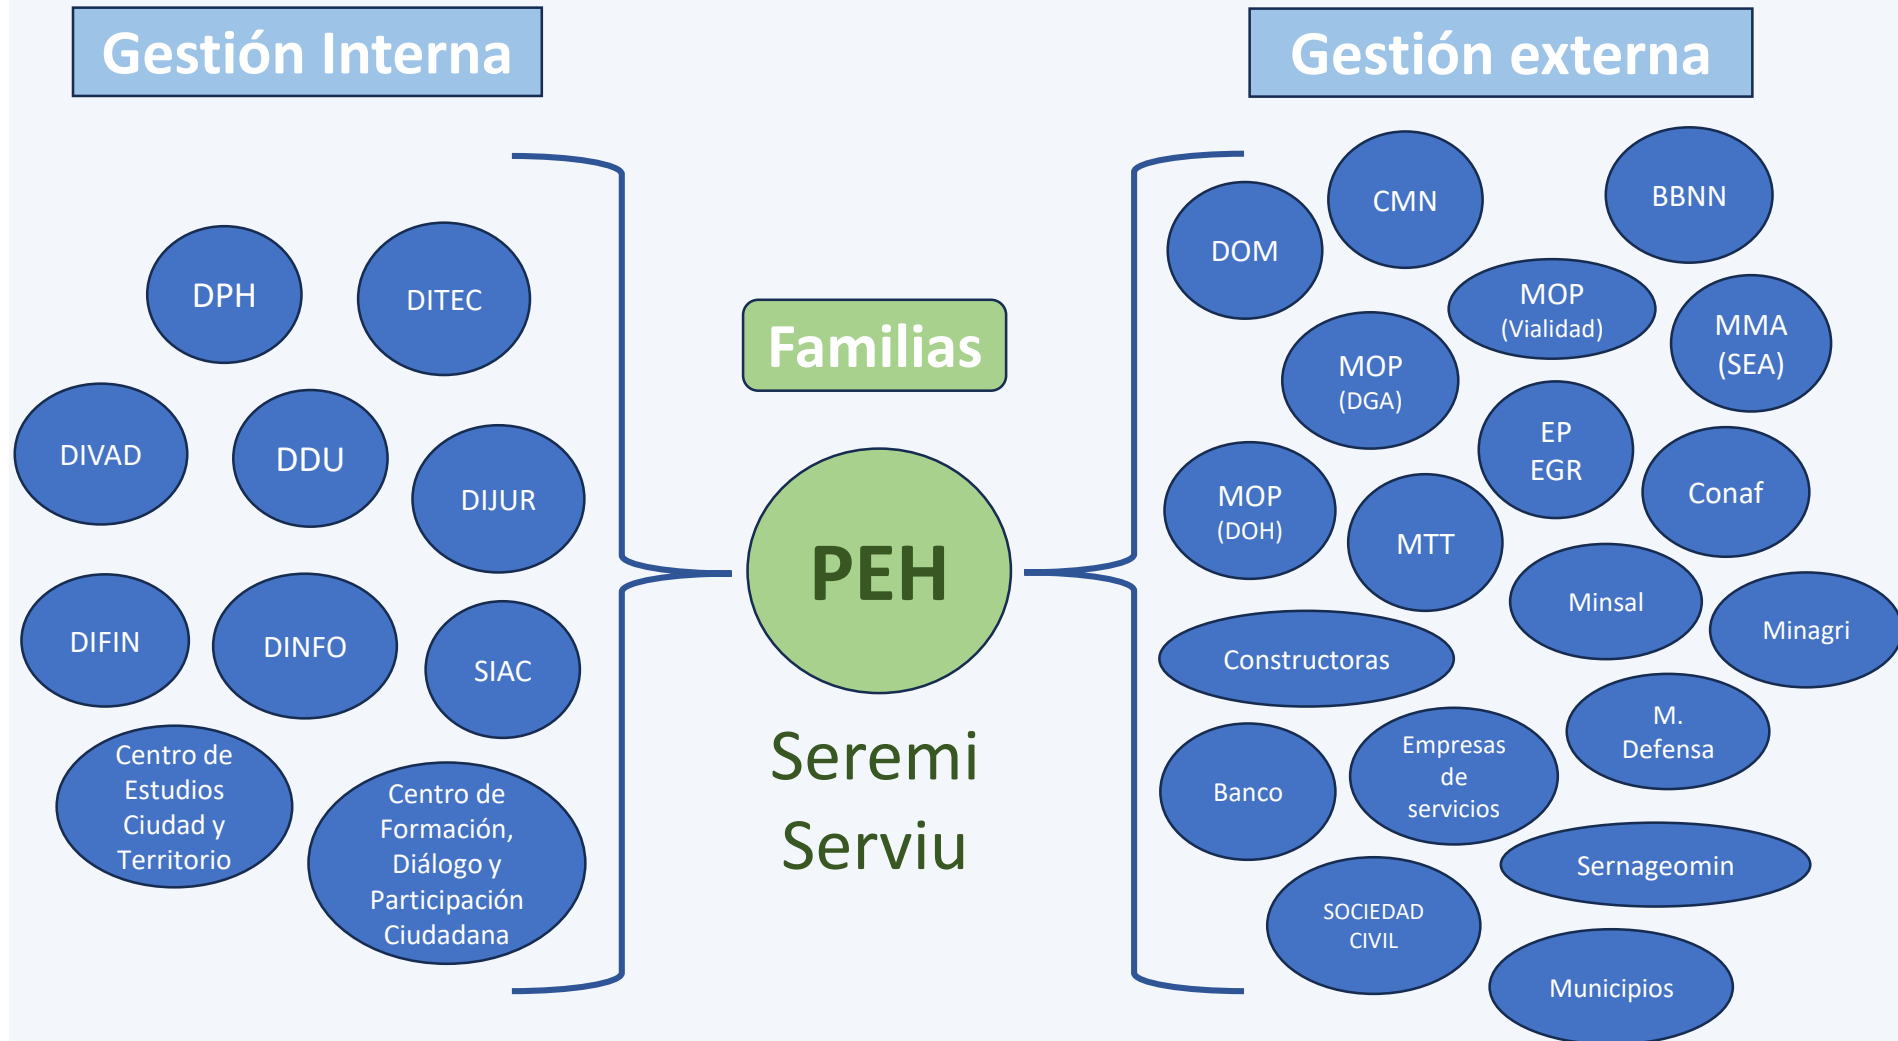 Gestión Interna
DPH
DITEC
DIVAD
DDU
DIJUR
DIFIN
DINFO
SIAC
Centro de
Estudios
Ciudad y
Territorio
Centro de
Formación,
Diálogo y
Participación
Ciudadana
Familias
PEH
Seremi
Serviu
Gestión externa
CMN
BBNN
DOM
MOP
(Vialidad)
MMA
(SEA)
MOP
(DGA)
EP
EGR
Conaf
MOP
(DOH)
MTT
Minsal
Minagri
Constructoras
M.
Defensa
Banco
Empresas
de
servicios
Sernageomin
SOCIEDAD
CIVIL
Municipios